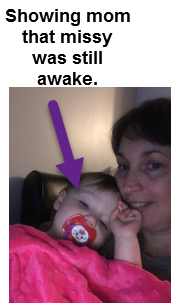 Showing mom
that missy
was still
awake.